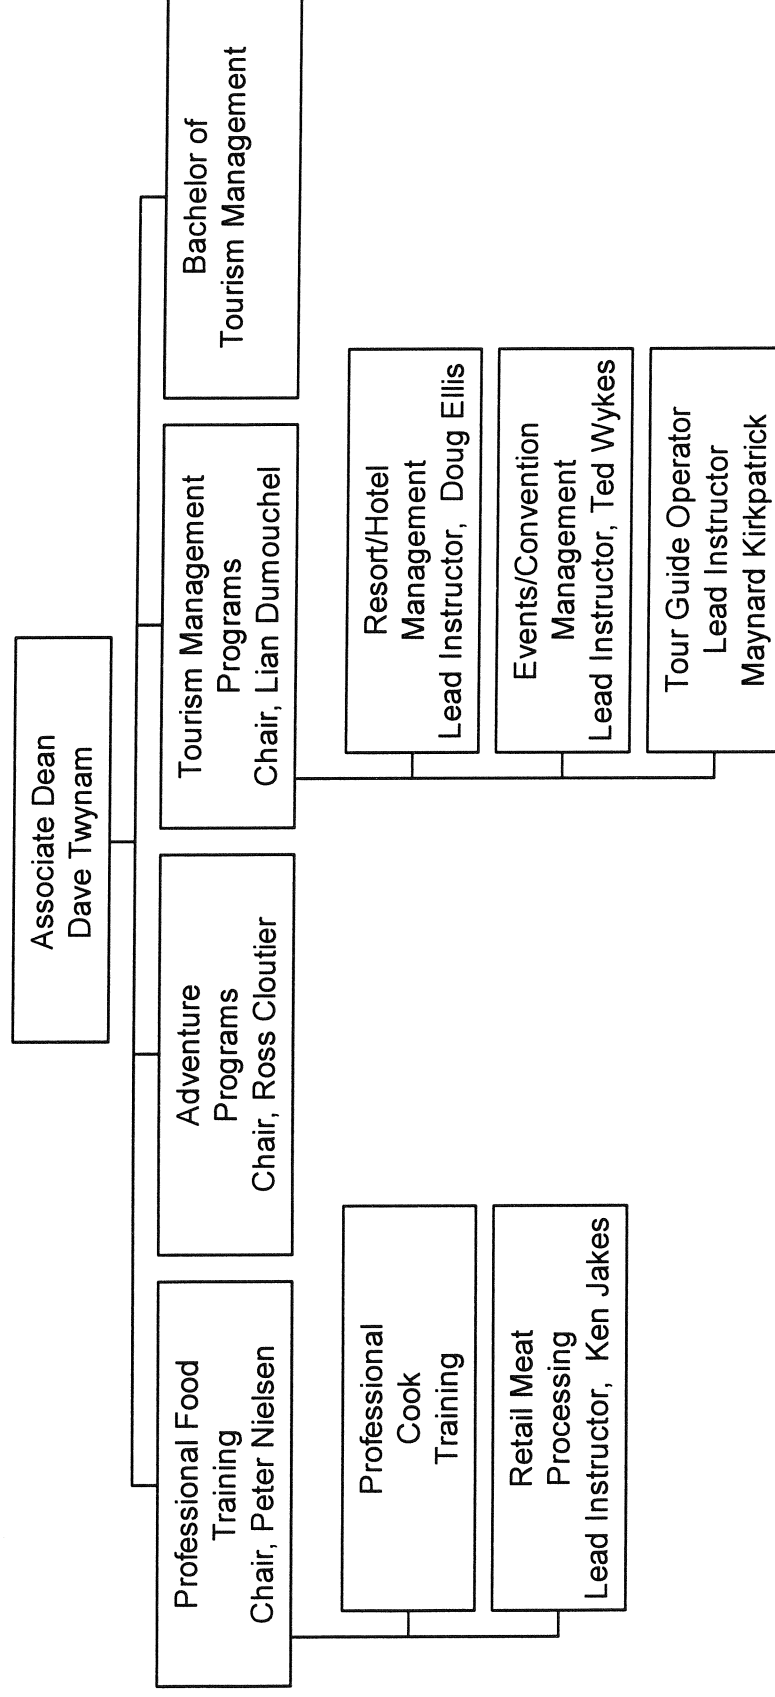 Associate Dean
Dave Twynam
Professional Food
Training
Chair, Peter Nielsen
Adventure
Programs
Chair, Ross Cloutier
Tourism Management
Programs
Chair, Lian Dumouchel
Bachelor of
Tourism Management
Professional
Cook
Training
Retail Meat
Processing
Lead Instructor, Ken Jakes
Resort/Hotel
Management
Lead Instructor, Doug Ellis
Events/Convention
Management
Lead Instructor, Ted Wykes
Tour Guide Operator
Lead Instructor
Maynard Kirkpatrick